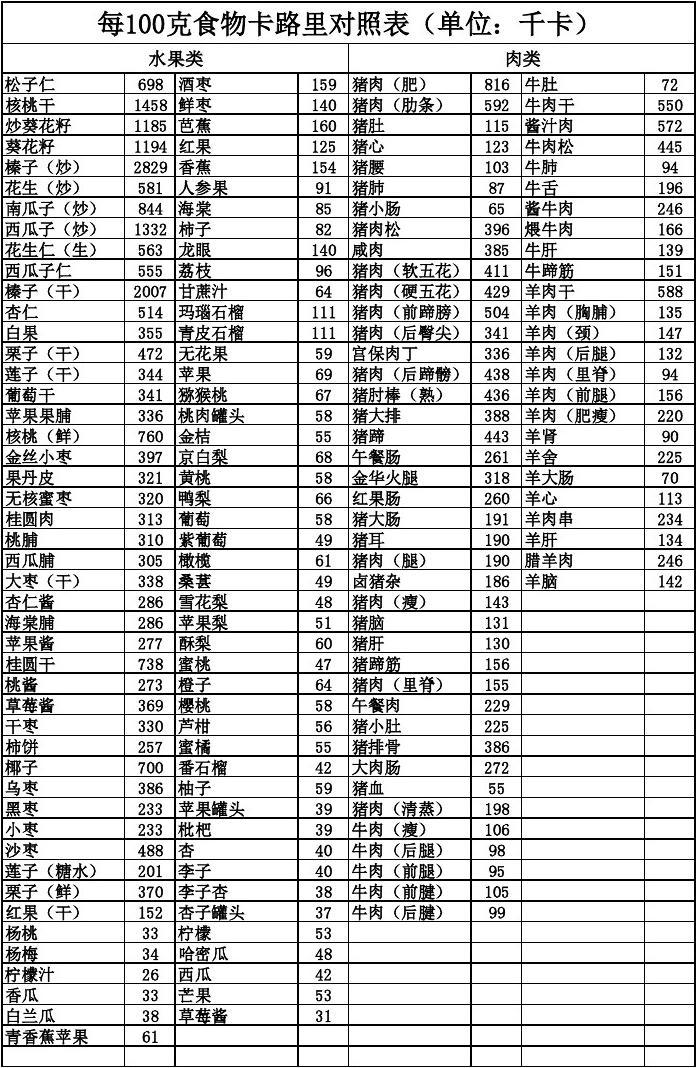 每100克食物卡路里对照表（单位：千卡）
水果类 肉类
松子仁 698 酒枣 159 猪肉（肥） 816 牛肚 72
核桃干 1458 鲜枣 140 猪肉（肋条） 592 牛肉干 550
炒葵花籽 1185 芭蕉 160 猪肚 115 酱汁肉 572
葵花籽 1194 红果 125 猪心 123 牛肉松 445
榛子（炒） 2829 香蕉 154 猪腰 103 牛肺 94
花生（炒） 581 人参果 91 猪肺 87 牛舌 196
南瓜子（炒） 844 海棠 85 猪小肠 65 酱牛肉 246
西瓜子（炒） 1332 柿子 82 猪肉松 396 煨牛肉 166
花生仁（生） 563 龙眼 140 咸肉 385 牛肝 139
西瓜子仁 555 荔枝 96 猪肉（软五花） 411 牛蹄筋 151
榛子（干） 2007 甘蔗汁 64 猪肉（硬五花） 429 羊肉干 588
杏仁 514 玛瑙石榴 111 猪肉（前蹄膀） 504 羊肉（胸脯） 135
白果 355 青皮石榴 111 猪肉（后臀尖） 341 羊肉（颈） 147
栗子（干） 472 无花果 59 宫保肉丁 336 羊肉（后腿） 132
莲子（干） 344 苹果 69 猪肉（后蹄髈） 438 羊肉（里脊） 94
葡萄干 341 猕猴桃 67 猪肘棒（熟） 436 羊肉（前腿） 156
苹果果脯 336 桃肉罐头 58 猪大排 388 羊肉（肥瘦） 220
核桃（鲜） 760 金桔 55 猪蹄 443 羊肾 90
金丝小枣 397 京白梨 68 午餐肠 261 羊舍 225
果丹皮 321 黄桃 58 金华火腿 318 羊大肠 70
无核蜜枣 320 鸭梨 66 红果肠 260 羊心 113
桂圆肉 313 葡萄 58 猪大肠 191 羊肉串 234
桃脯 310 紫葡萄 49 猪耳 190 羊肝 134
西瓜脯 305 橄榄 61 猪肉（腿） 190 腊羊肉 246
大枣（干） 338 桑葚 49 卤猪杂 186 羊脑 142
杏仁酱 286 雪花梨 48 猪肉（瘦） 143
海棠脯 286 苹果梨 51 猪脑 131
苹果酱 277 酥梨 60 猪肝 130
桂圆干 738 蜜桃 47 猪蹄筋 156
桃酱 273 橙子 64 猪肉（里脊） 155
草莓酱 369 樱桃 58 午餐肉 229
干枣 330 芦柑 56 猪小肚 225
柿饼 257 蜜橘 55 猪排骨 386
椰子 700 番石榴 42 大肉肠 272
乌枣 386 柚子 59 猪血 55
黑枣 233 苹果罐头 39 猪肉（清蒸） 198
小枣 233 枇杷 39 牛肉（瘦） 106
沙枣 488 杏 40 牛肉（后腿） 98
莲子（糖水） 201 李子 40 牛肉（前腿） 95
栗子（鲜） 370 李子杏 38 牛肉（前腱） 105
红果（干） 152 杏子罐头 37 牛肉（后腱） 99
杨桃 33 柠檬 53
杨梅 34 哈密瓜 48
柠檬汁 26 西瓜 42
香瓜 33 芒果 53
白兰瓜 38 草莓酱 31
青香蕉苹果 61